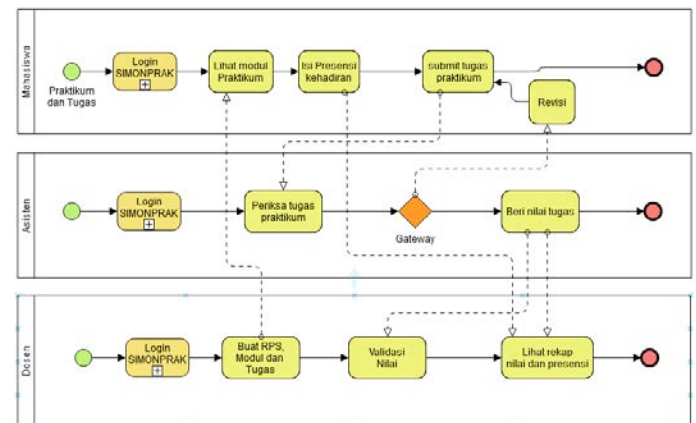 Mahasiswa
Praktikum
dan Tugas
Login
SIMONPRAK
Lihat modul
Praktikum
Isi Presensi
kehadiran
submit tugas
praktikum
Revisi
Asisten
Login
SIMONPRAK
Periksa tugas
praktikum
Gateway
Beri nilai tugas
Dosen
Login
SIMONPRAK
Buat RPS,
Modul dan
Tugas
Validasi
Nilai
Lihat rekap
nilai dan presensi